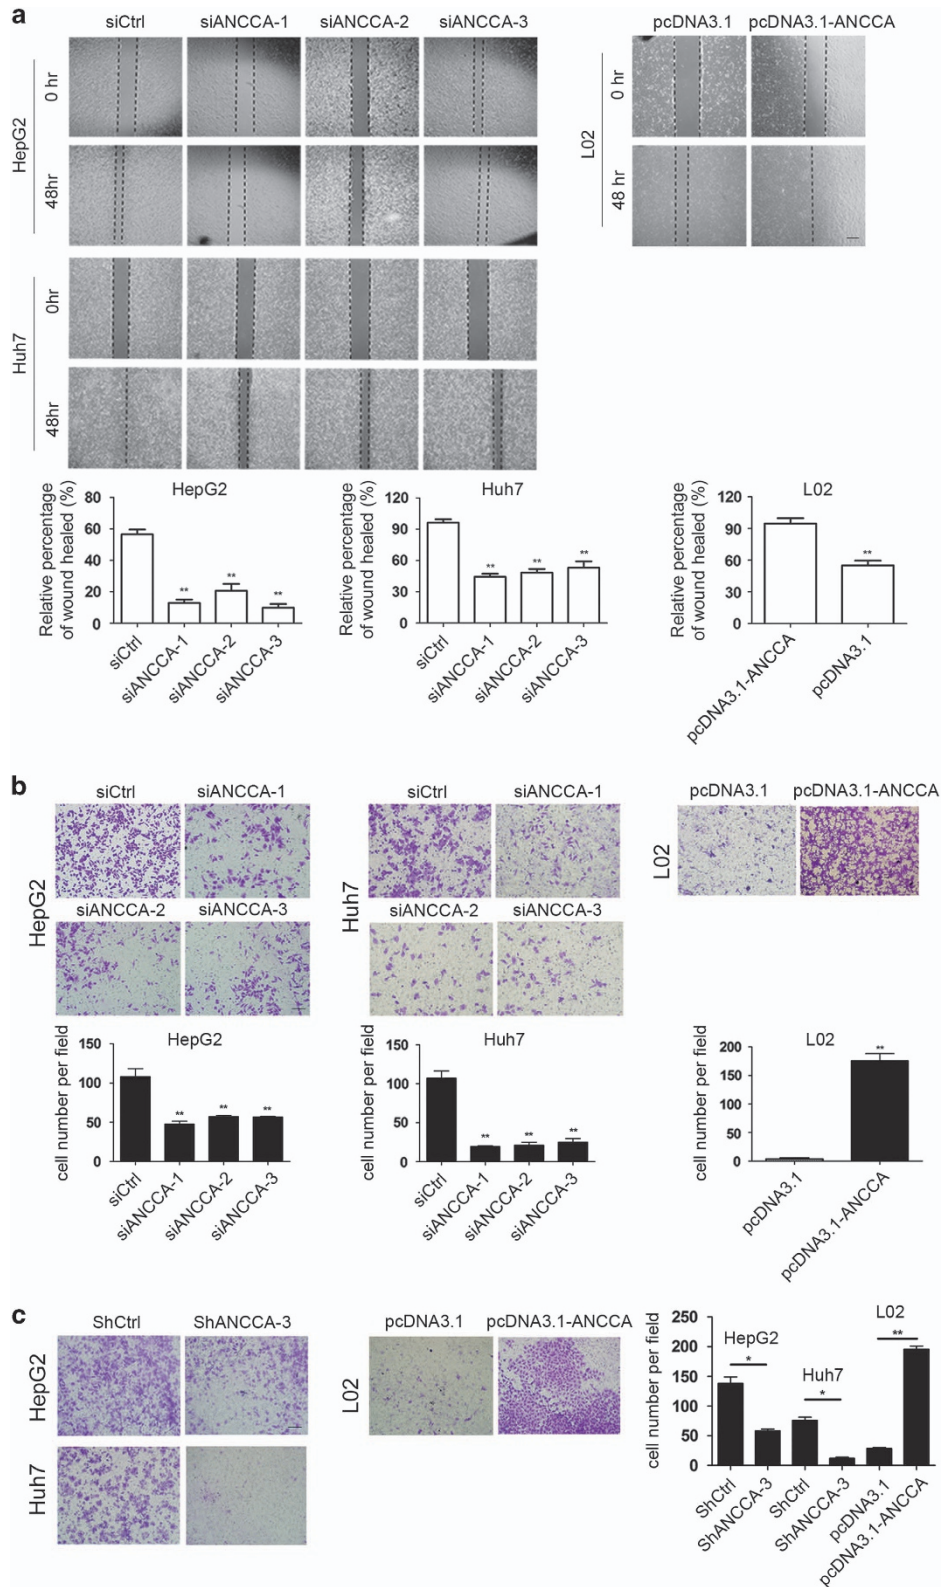 a
siCtrl siANCCA-1 siANCCA-2 siANCCA-3 pcDNA3.1 pcDNA3.1-ANCCA
HepG2
0 hr
48hr
L02
0 hr
48 hr
Huh7
0hr
48hr
HepG2
Relative percentage
of wound healed (%)
80
60
40
20
0
**
**
**
siCtrl
siANCCA-1
siANCCA-2
siANCCA-3
Huh7
Relative percentage
of wound healed (%)
120
90
60
30
0
**
**
**
siCtrl
siANCCA-1
siANCCA-2
siANCCA-3
L02
Relative percentage
of wound healed (%)
120
90
60
30
0
**
pcDNA3.1-ANCCA
pcDNA3.1
b
siCtrl siANCCA-1
HepG2
siANCCA-2 siANCCA-3
siCtrl siANCCA-1
Huh7
siANCCA-2 siANCCA-3
pcDNA3.1 pcDNA3.1-ANCCA
L02
HepG2
cell number per field
150
100
50
0
**
**
**
siCtrl
siANCCA-1
siANCCA-2
siANCCA-3
Huh7
cell number per field
150
100
50
0
**
**
**
siCtrl
siANCCA-1
siANCCA-2
siANCCA-3
L02
cell number per field
200
150
100
50
0
**
pcDNA3.1
pcDNA3.1-ANCCA
c
ShCtrl ShANCCA-3
HepG2
Huh7
pcDNA3.1 pcDNA3.1-ANCCA
L02
cell number per field
250
200
150
100
50
0
HepG2
*
Huh7
*
L02
**
ShCtrl
ShANCCA-3
ShCtrl
ShANCCA-3
pcDNA3.1
pcDNA3.1-ANCCA